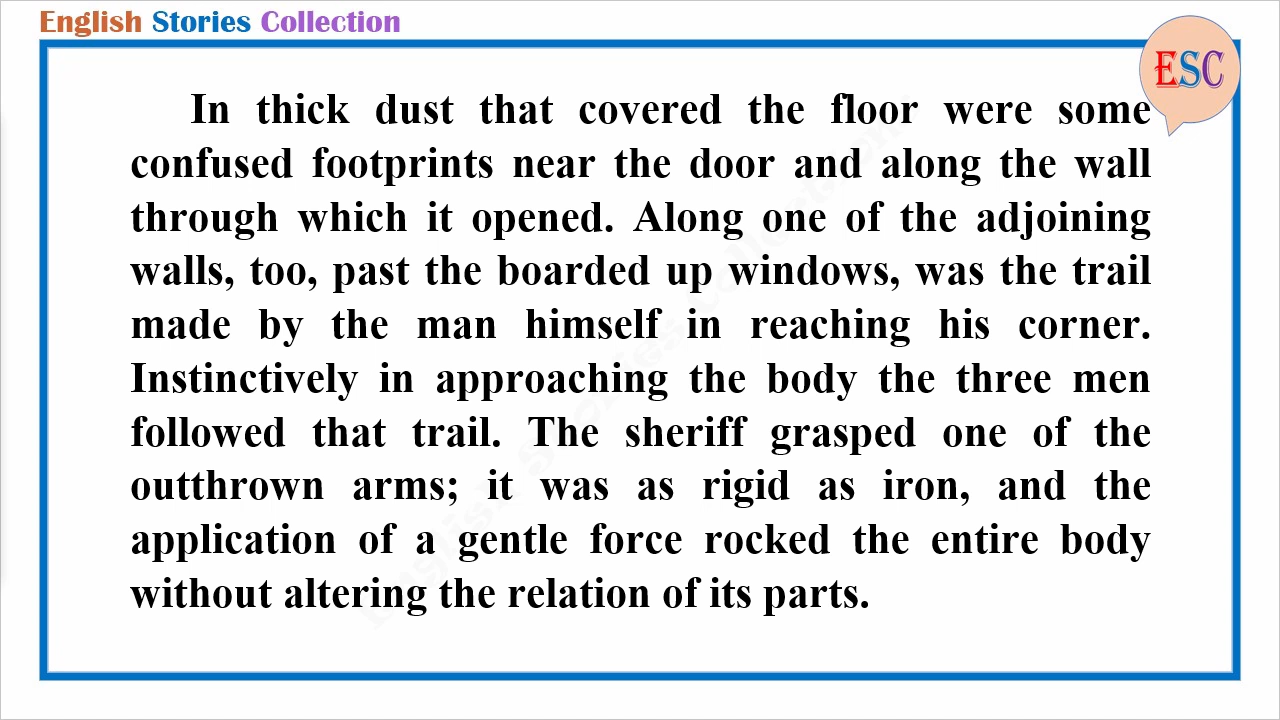 English Stories Collection
ESC
In thick dust that covered the floor were some
confused footprints near the door and along the wall
through which it opened. Along one of the adjoining
walls, too, past the boarded up windows, was the trail
made by the man himself in reaching his corner.
Instinctively in approaching the body the three men
followed that trail. The sheriff grasped one of the
outthrown arms; it was as rigid as iron, and the
application of a gentle force rocked the entire body
without altering the relation of its parts.
English Stories Collection